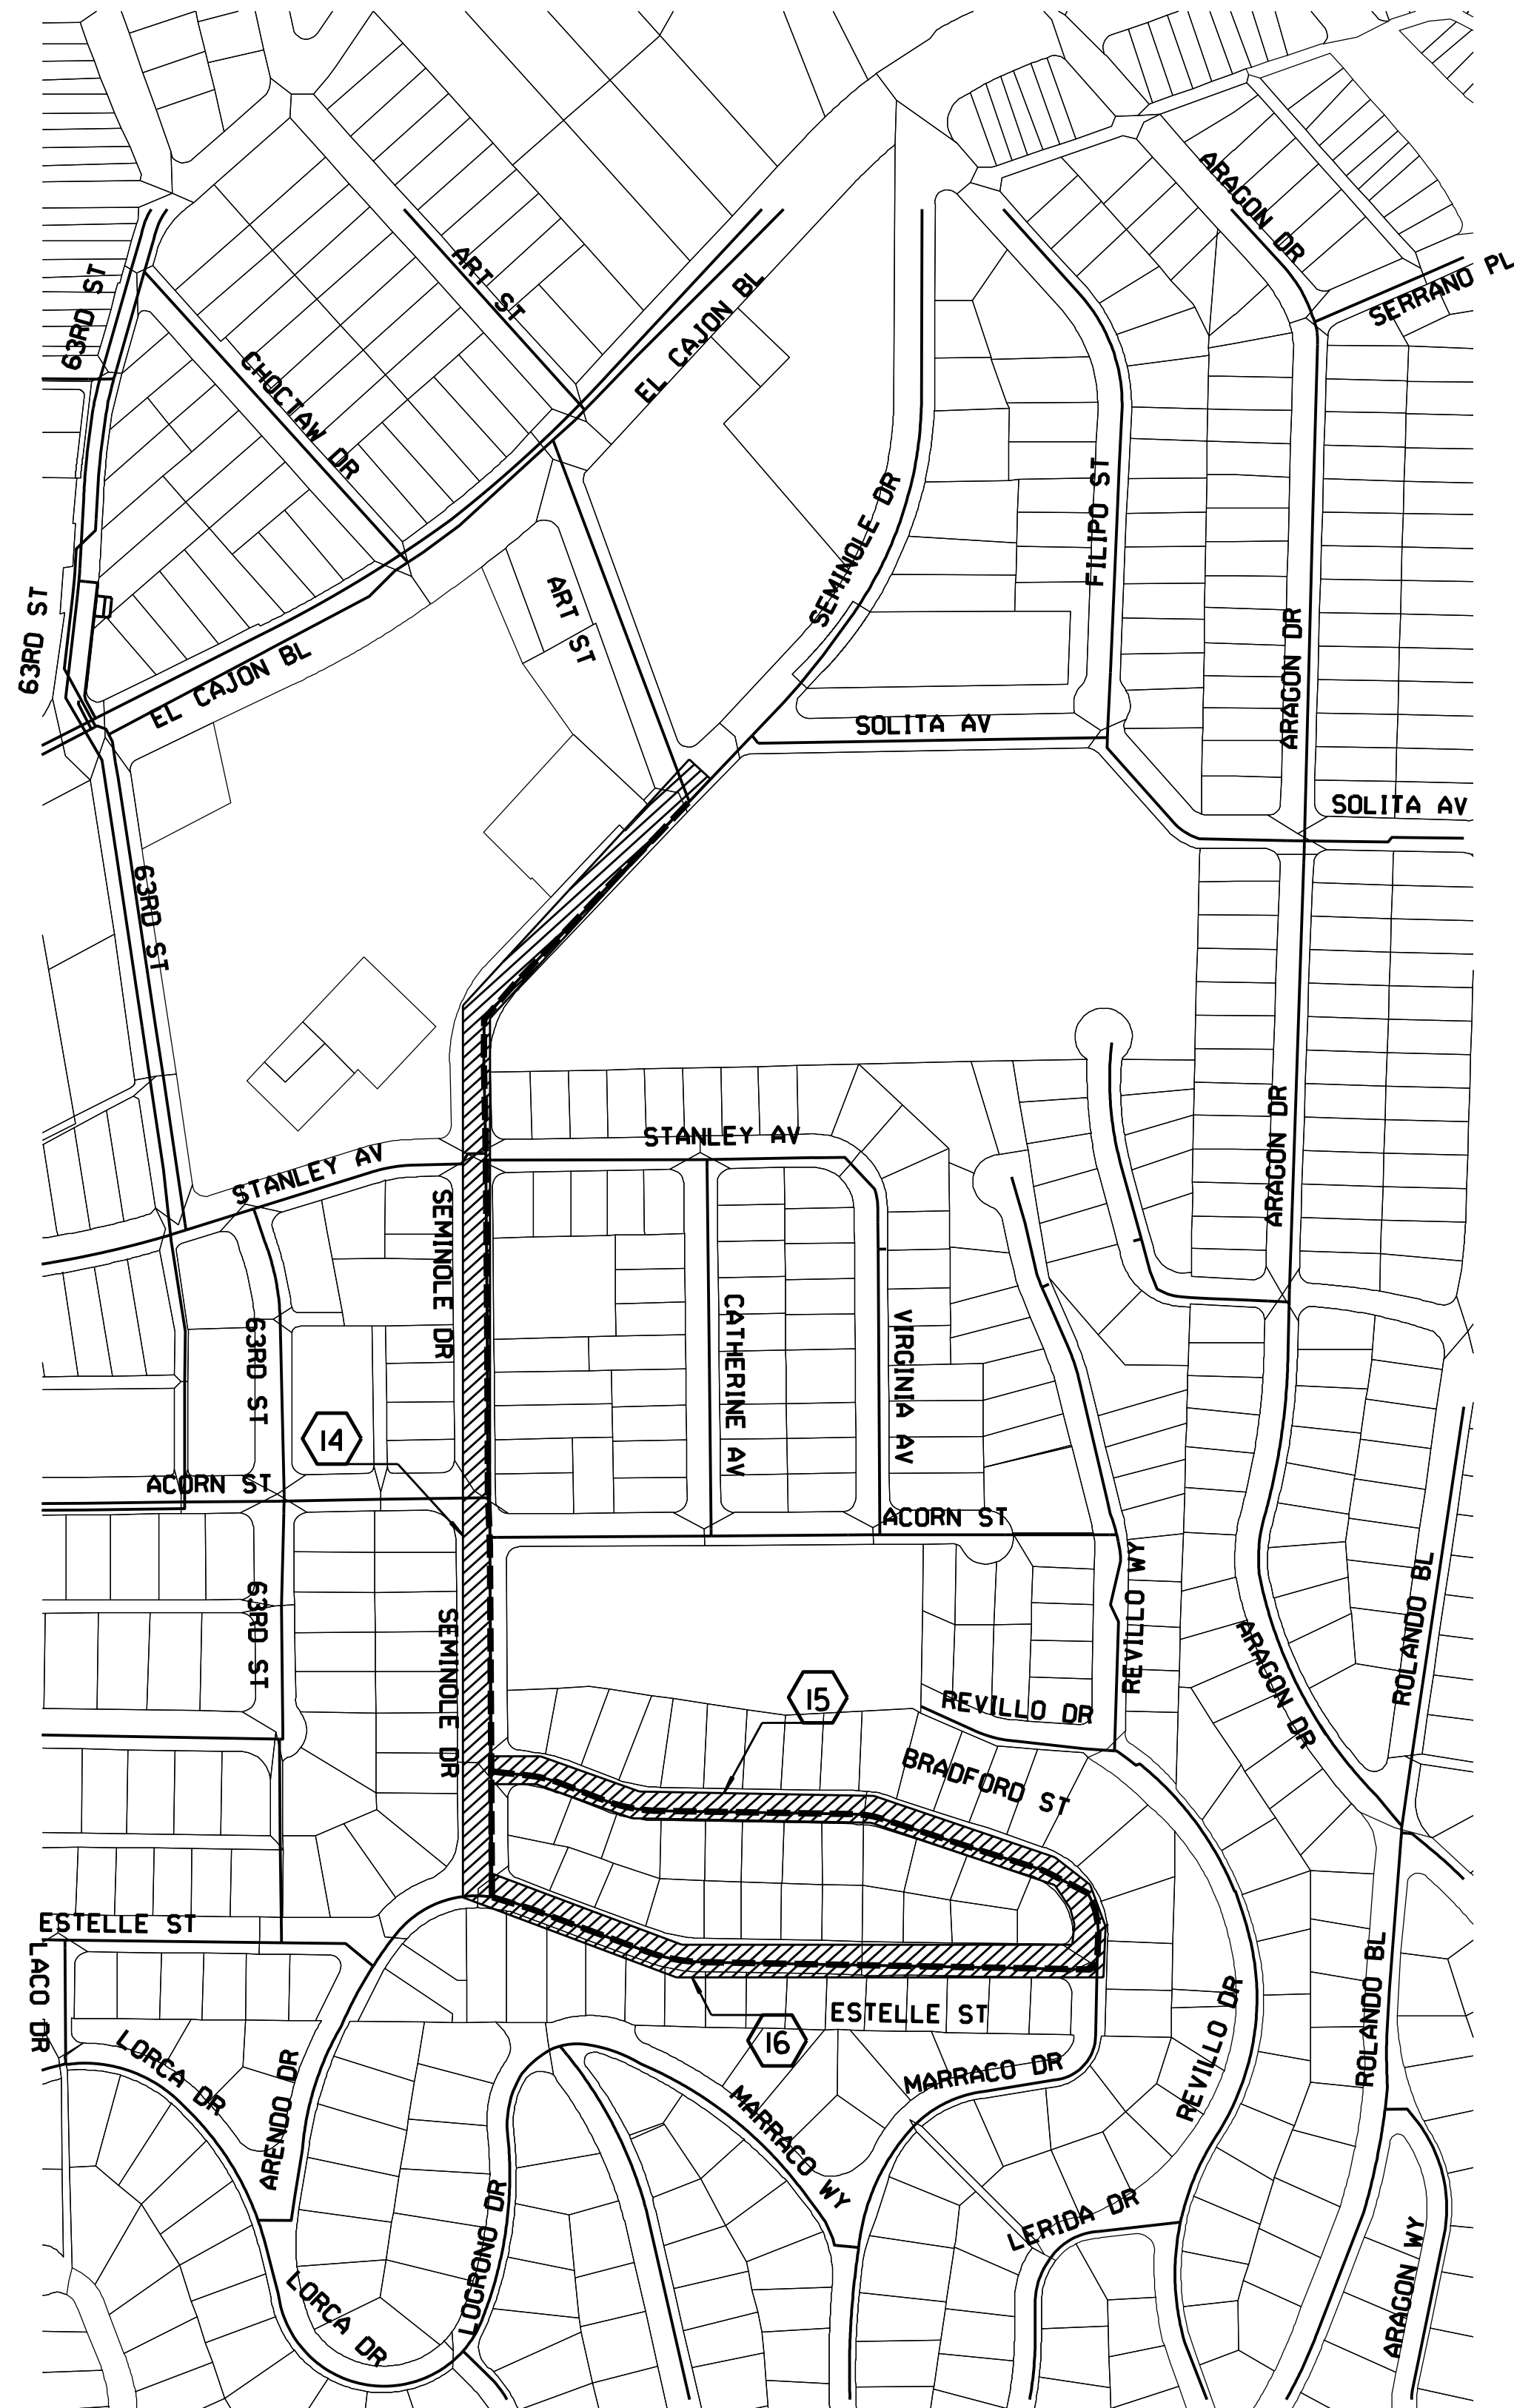 ARAGON DR
SERRANO PL
63RD ST
ART ST
EL CAJON BL
CHOCTAW DR
SEMINOLE DR
FILIPO ST
63RD ST
ART ST
ARAGON DR
EL CAJON BL
SOLITA AV
SOLITA AV
63RD ST
STANLEY AV
STANLEY AV
ARAGON DR
SEMINOLE DR
63RD ST
CATHERINE AV
VIRGINIA AV
14
ACORN ST
ACORN ST
63RD ST
SEMINOLE DR
REVILLO WY
ROLANDO BL
ARAGON DR
15
REVILLO DR
BRADFORD ST
ESTELLE ST
LACO DR
ESTELLE ST
16
ROLANDO BL
REVILLO DR
LORCA DR
ARENDO DR
MARRACO DR
MARRACO WY
LERIDA DR
LOGRONO DR
LORCA DR
ARAGON WY